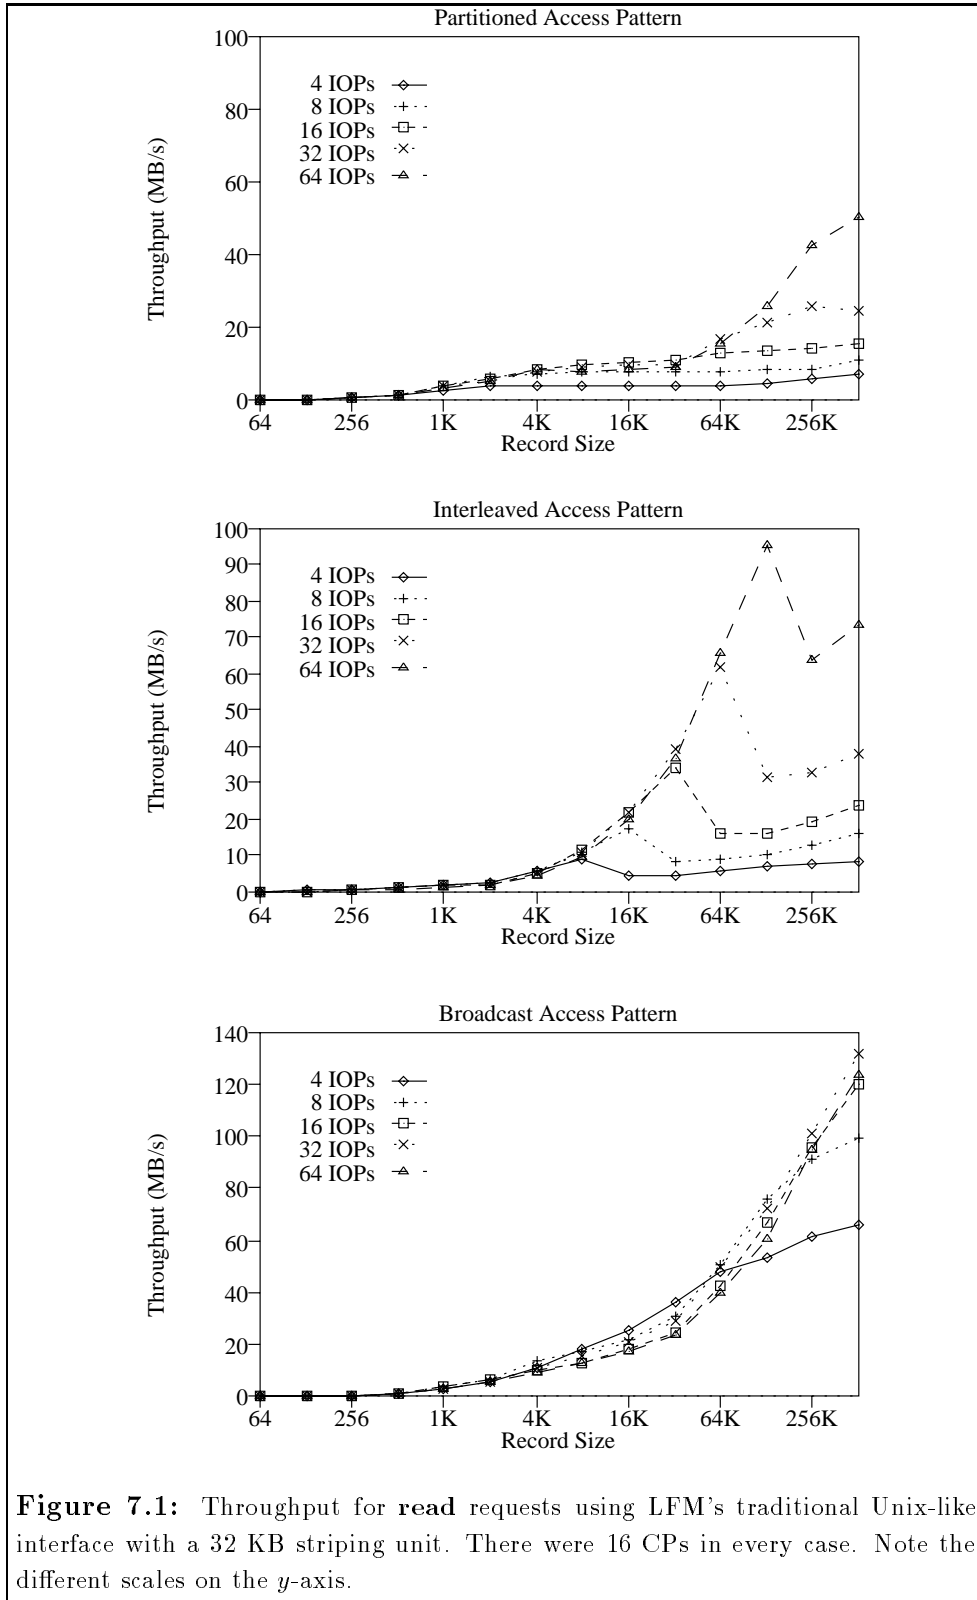 Partitioned Access Pattern
100
80
60
40
20
0
Throughput (MB/s)
4 IOPs
8 IOPs
16 IOPs
32 IOPs
64 IOPs
64 256 1K 4K 16K 64K 256K
Record Size
Interleaved Access Pattern
100
90
80
70
60
50
40
30
20
10
0
Throughput (MB/s)
4 IOPs
8 IOPs
16 IOPs
32 IOPs
64 IOPs
64 256 1K 4K 16K 64K 256K
Record Size
Broadcast Access Pattern
140
120
100
80
60
40
20
0
Throughput (MB/s)
4 IOPs
8 IOPs
16 IOPs
32 IOPs
64 IOPs
64 256 1K 4K 16K 64K 256K
Record Size
Figure 7.1: Throughput for read requests using LFM's traditional Unix-like
interface with a 32 KB striping unit. There were 16 CPs in every case. Note the
different scales on the y-axis.